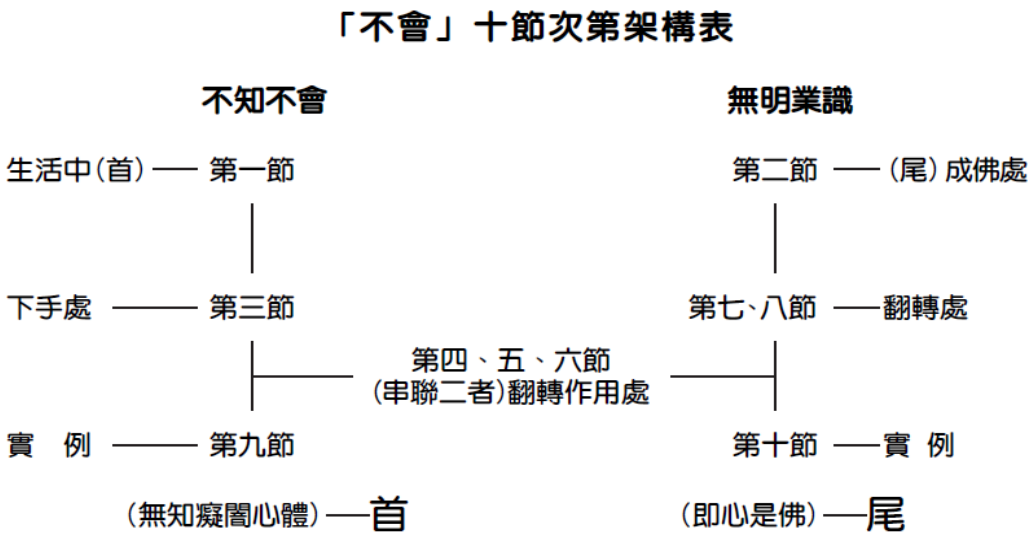 「不會」十節次第架構表
不知不會 無明業識
生活中(首) 第一節 第二節 (尾) 成佛處
下手處 第三節 第七、八節 翻轉處
第四、五、六節
(串聯二者)翻轉作用處
實 例 第九節 第十節 實 例
(無知癡闇心體) 首 (即心是佛) 尾